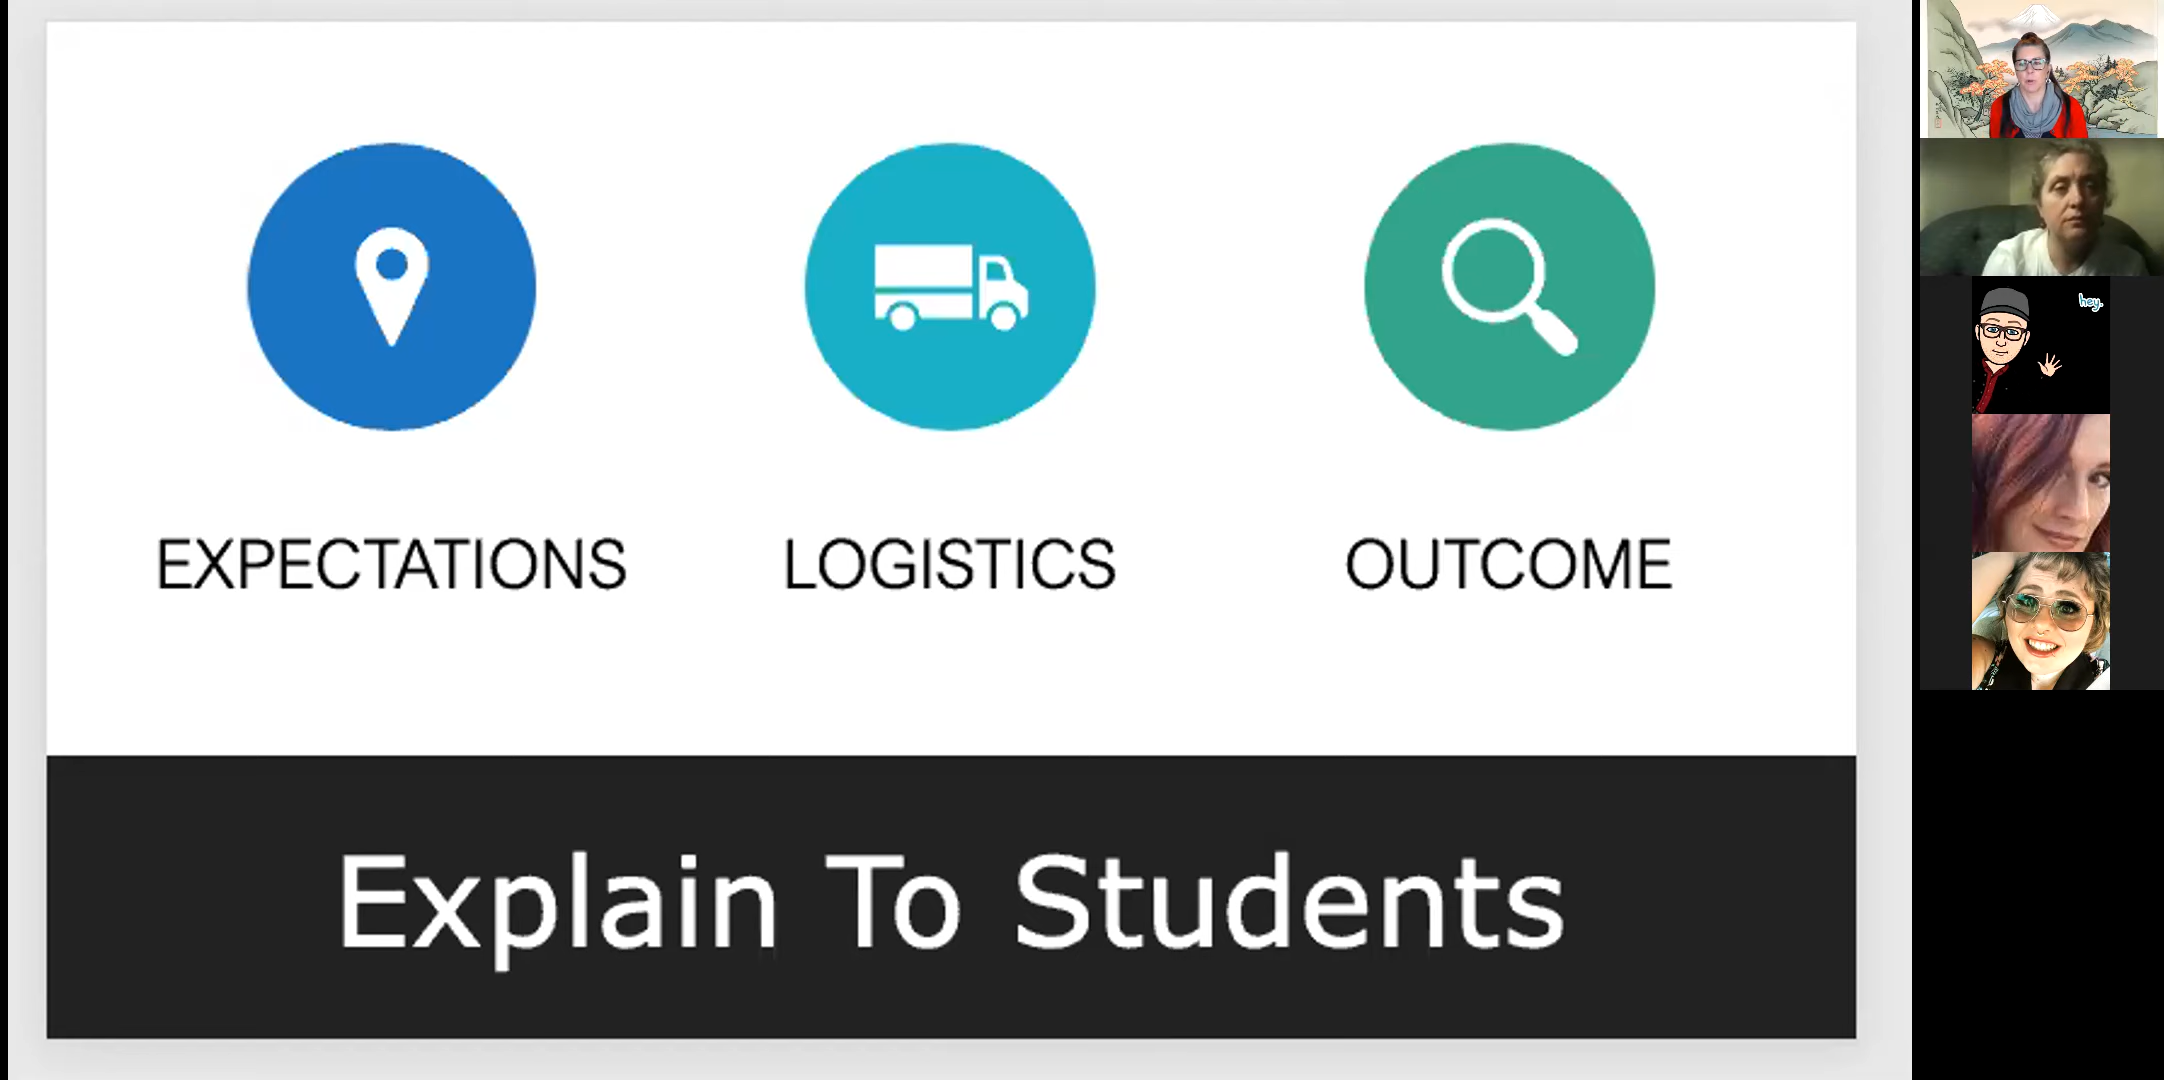 EXPECTATIONS
LOGISTICS
OUTCOME
Explain To Students
hey.